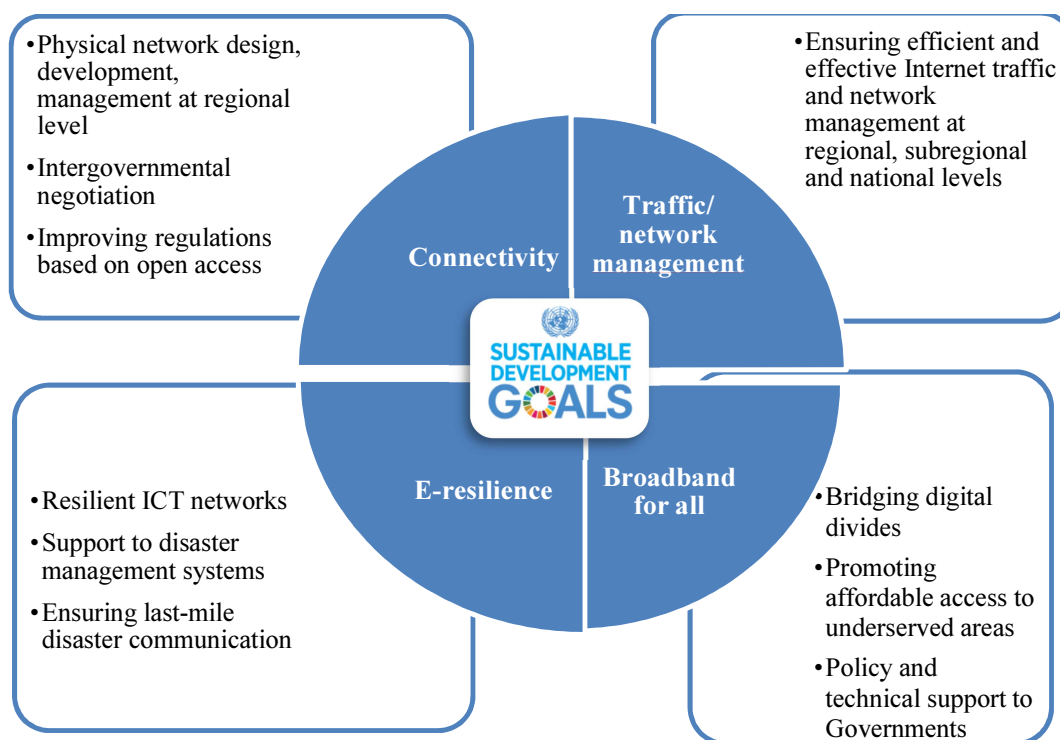 •Physical network design,
development,
management at regional
level
•Intergovernmental
negotiation
•Improving regulations
based on open access
•Ensuring efficient and
effective Internet traffic
and network
management at
regional, subregional
and national levels
Connectivity
Traffic/
network
management
SUSTAINABLE
DEVELOPMENT
GOALS
E-resilience
Broadband
for all
•Resilient ICT networks
•Support to disaster
management systems
•Ensuring last-mile
disaster communication
•Bridging digital
divides
•Promoting
affordable access to
underserved areas
•Policy and
technical support to
Governments